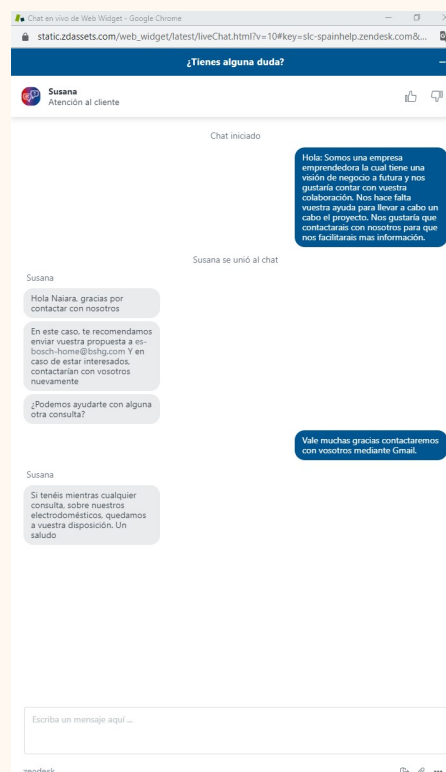 Chat en vivo de Web Widget - Google Chrome
static.zdassets.com/web_widget/latest/liveChat.html?v=10#key=slc-spainhelp.zendesk.com&...
¿Tienes alguna duda?
Susana
Atención al cliente
Chat iniciado
Hola: Somos una empresa
emprendedora la cual tiene una
visión de negocio a futura y nos
gustaría contar con vuestra
colaboración. Nos hace falta
vuestra ayuda para llevar a cabo un
cabo el proyecto. Nos gustaría que
contactarais con nosotros para que
nos facilitarais mas información.
Susana se unió al chat
Susana
Hola Naiara, gracias por
contactar con nosotros
En este caso, te recomendamos
enviar vuestra propuesta a es-
bosch-home@bshg.com Y en
caso de estar interesados,
contactarían con vosotros
nuevamente
¿Podemos ayudarte con alguna
otra consulta?
Vale muchas gracias contactaremos
con vosotros mediante Gmail.
Susana
Si tenéis mientras cualquier
consulta, sobre nuestros
electrodomésticos, quedamos
a vuestra disposición. Un
saludo
Escriba un mensaje aquí ...
zendesk